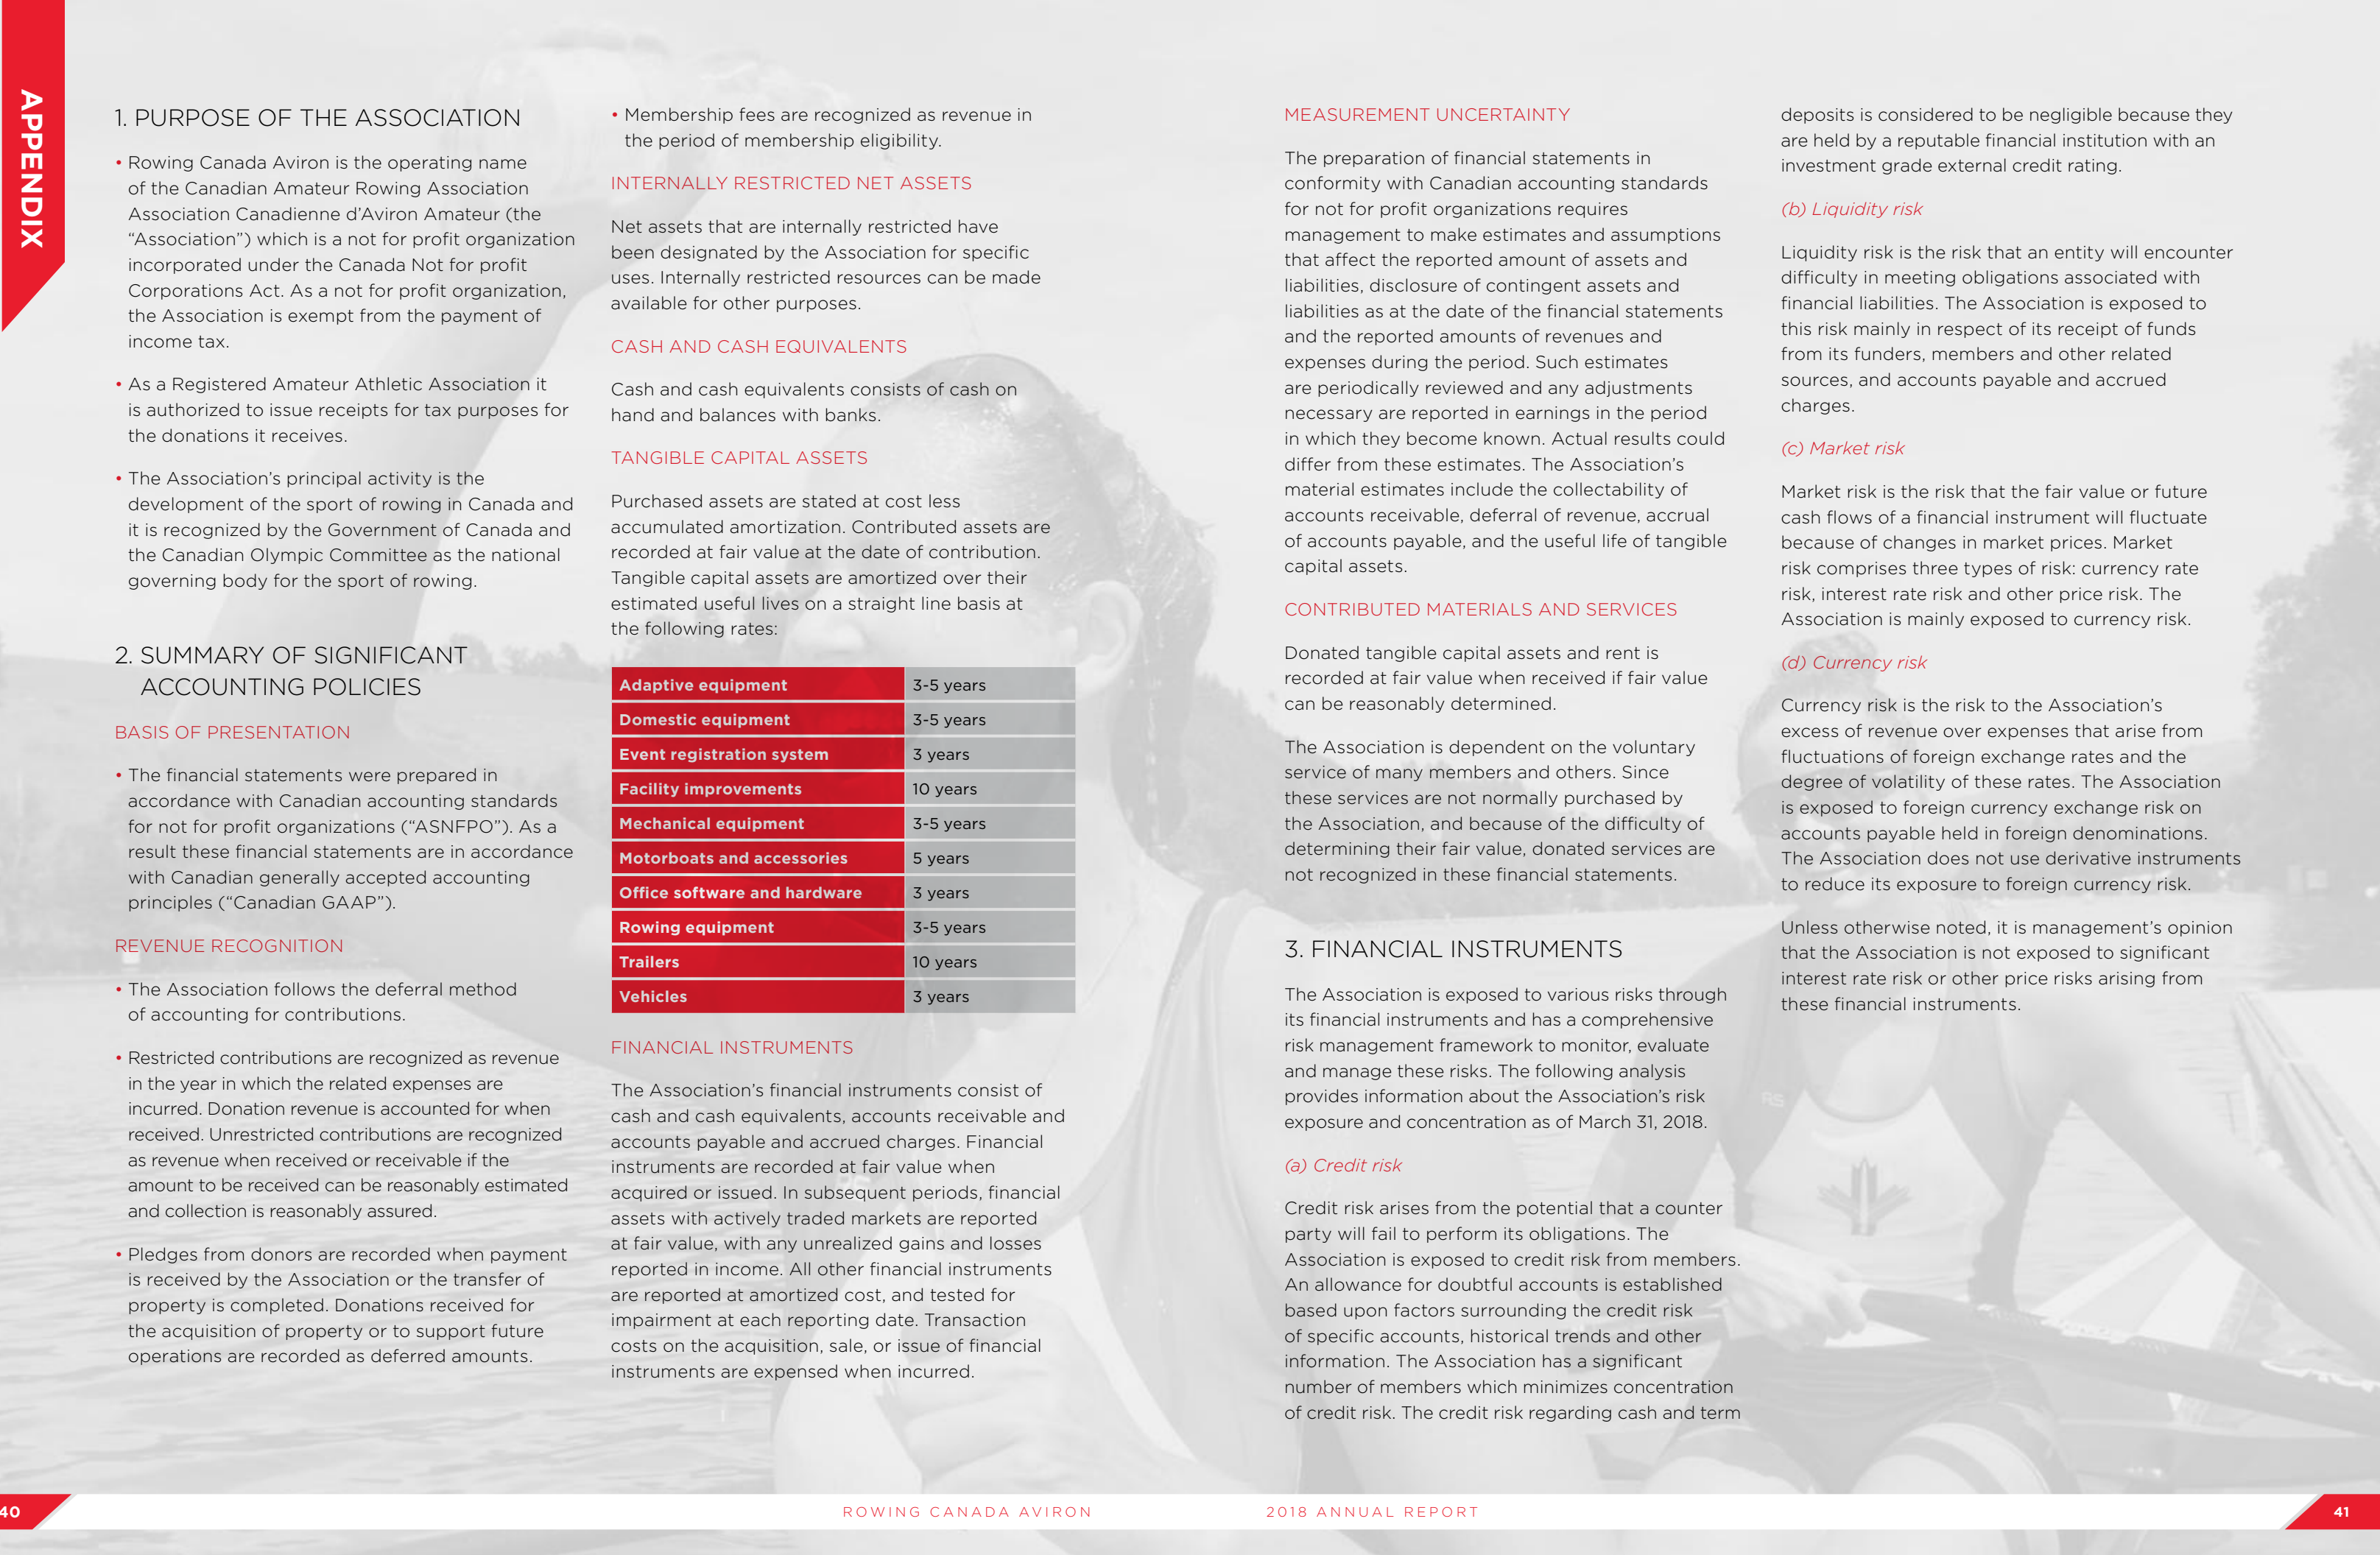 APPENDIX
1. PURPOSE OF THE ASSOCIATION
• Rowing Canada Aviron is the operating name
of the Canadian Amateur Rowing Association
Association Canadienne d’Aviron Amateur (the
“Association”) which is a not for profit organization
incorporated under the Canada Not for profit
Corporations Act. As a not for profit organization,
the Association is exempt from the payment of
income tax.
• As a Registered Amateur Athletic Association it
is authorized to issue receipts for tax purposes for
the donations it receives.
• The Association’s principal activity is the
development of the sport of rowing in Canada and
it is recognized by the Government of Canada and
the Canadian Olympic Committee as the national
governing body for the sport of rowing.
2. SUMMARY OF SIGNIFICANT
ACCOUNTING POLICIES
BASIS OF PRESENTATION
• The financial statements were prepared in
accordance with Canadian accounting standards
for not for profit organizations (“ASNFPO”). As a
result these financial statements are in accordance
with Canadian generally accepted accounting
principles (“Canadian GAAP”).
REVENUE RECOGNITION
• The Association follows the deferral method
of accounting for contributions.
• Restricted contributions are recognized as revenue
in the year in which the related expenses are
incurred. Donation revenue is accounted for when
received. Unrestricted contributions are recognized
as revenue when received or receivable if the
amount to be received can be reasonably estimated
and collection is reasonably assured.
• Pledges from donors are recorded when payment
is received by the Association or the transfer of
property is completed. Donations received for
the acquisition of property or to support future
operations are recorded as deferred amounts.
• Membership fees are recognized as revenue in
the period of membership eligibility.
INTERNALLY RESTRICTED NET ASSETS
Net assets that are internally restricted have
been designated by the Association for specific
uses. Internally restricted resources can be made
available for other purposes.
CASH AND CASH EQUIVALENTS
Cash and cash equivalents consists of cash on
hand and balances with banks.
TANGIBLE CAPITAL ASSETS
Purchased assets are stated at cost less
accumulated amortization. Contributed assets are
recorded at fair value at the date of contribution.
Tangible capital assets are amortized over their
estimated useful lives on a straight line basis at
the following rates:
Adaptive equipment 3-5 years
Domestic equipment 3-5 years
Event registration system 3 years
Facility improvements 10 years
Mechanical equipment 3-5 years
Motorboats and accessories 5 years
Office software and hardware 3 years
Rowing equipment 3-5 years
Trailers 10 years
Vehicles 3 years
FINANCIAL INSTRUMENTS
The Association’s financial instruments consist of
cash and cash equivalents, accounts receivable and
accounts payable and accrued charges. Financial
instruments are recorded at fair value when
acquired or issued. In subsequent periods, financial
assets with actively traded markets are reported
at fair value, with any unrealized gains and losses
reported in income. All other financial instruments
are reported at amortized cost, and tested for
impairment at each reporting date. Transaction
costs on the acquisition, sale, or issue of financial
instruments are expensed when incurred.
MEASUREMENT UNCERTAINTY
The preparation of financial statements in
conformity with Canadian accounting standards
for not for profit organizations requires
management to make estimates and assumptions
that affect the reported amount of assets and
liabilities, disclosure of contingent assets and
liabilities as at the date of the financial statements
and the reported amounts of revenues and
expenses during the period. Such estimates
are periodically reviewed and any adjustments
necessary are reported in earnings in the period
in which they become known. Actual results could
differ from these estimates. The Association’s
material estimates include the collectability of
accounts receivable, deferral of revenue, accrual
of accounts payable, and the useful life of tangible
capital assets.
CONTRIBUTED MATERIALS AND SERVICES
Donated tangible capital assets and rent is
recorded at fair value when received if fair value
can be reasonably determined.
The Association is dependent on the voluntary
service of many members and others. Since
these services are not normally purchased by
the Association, and because of the difficulty of
determining their fair value, donated services are
not recognized in these financial statements.
3. FINANCIAL INSTRUMENTS
The Association is exposed to various risks through
its financial instruments and has a comprehensive
risk management framework to monitor, evaluate
and manage these risks. The following analysis
provides information about the Association’s risk
exposure and concentration as of March 31, 2018.
(a) Credit risk
Credit risk arises from the potential that a counter
party will fail to perform its obligations. The
Association is exposed to credit risk from members.
An allowance for doubtful accounts is established
based upon factors surrounding the credit risk
of specific accounts, historical trends and other
information. The Association has a significant
number of members which minimizes concentration
of credit risk. The credit risk regarding cash and term
deposits is considered to be negligible because they
are held by a reputable financial institution with an
investment grade external credit rating.
(b) Liquidity risk
Liquidity risk is the risk that an entity will encounter
difficulty in meeting obligations associated with
financial liabilities. The Association is exposed to
this risk mainly in respect of its receipt of funds
from its funders, members and other related
sources, and accounts payable and accrued
charges.
(c) Market risk
Market risk is the risk that the fair value or future
cash flows of a financial instrument will fluctuate
because of changes in market prices. Market
risk comprises three types of risk: currency rate
risk, interest rate risk and other price risk. The
Association is mainly exposed to currency risk.
(d) Currency risk
Currency risk is the risk to the Association’s
excess of revenue over expenses that arise from
fluctuations of foreign exchange rates and the
degree of volatility of these rates. The Association
is exposed to foreign currency exchange risk on
accounts payable held in foreign denominations.
The Association does not use derivative instruments
to reduce its exposure to foreign currency risk.
Unless otherwise noted, it is management’s opinion
that the Association is not exposed to significant
interest rate risk or other price risks arising from
these financial instruments.
RS
40
ROWING CANADA AVIRON
2018 ANNUAL REPORT
41